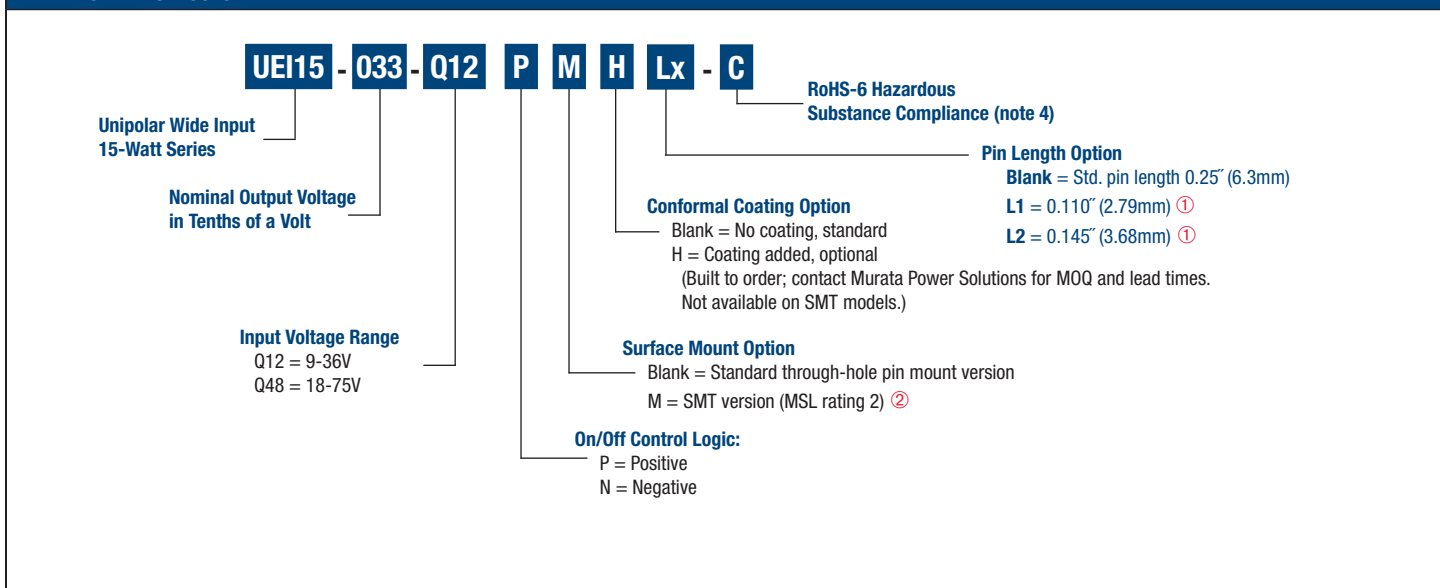 UEI15 - 033 - Q12 P M H Lx - C
RoHS-6 Hazardous
Substance Compliance (note 4)
Unipolar Wide Input
15-Watt Series
Pin Length Option
Blank = Std. pin length 0.25˝ (6.3mm)
L1 = 0.110˝ (2.79mm) ①
L2 = 0.145˝ (3.68mm) ①
Nominal Output Voltage
in Tenths of a Volt
Conformal Coating Option
Blank = No coating, standard
H = Coating added, optional
(Built to order; contact Murata Power Solutions for MOQ and lead times.
Not available on SMT models.)
Input Voltage Range
Q12 = 9-36V
Q48 = 18-75V
Surface Mount Option
Blank = Standard through-hole pin mount version
M = SMT version (MSL rating 2) ②
On/Off Control Logic:
P = Positive
N = Negative